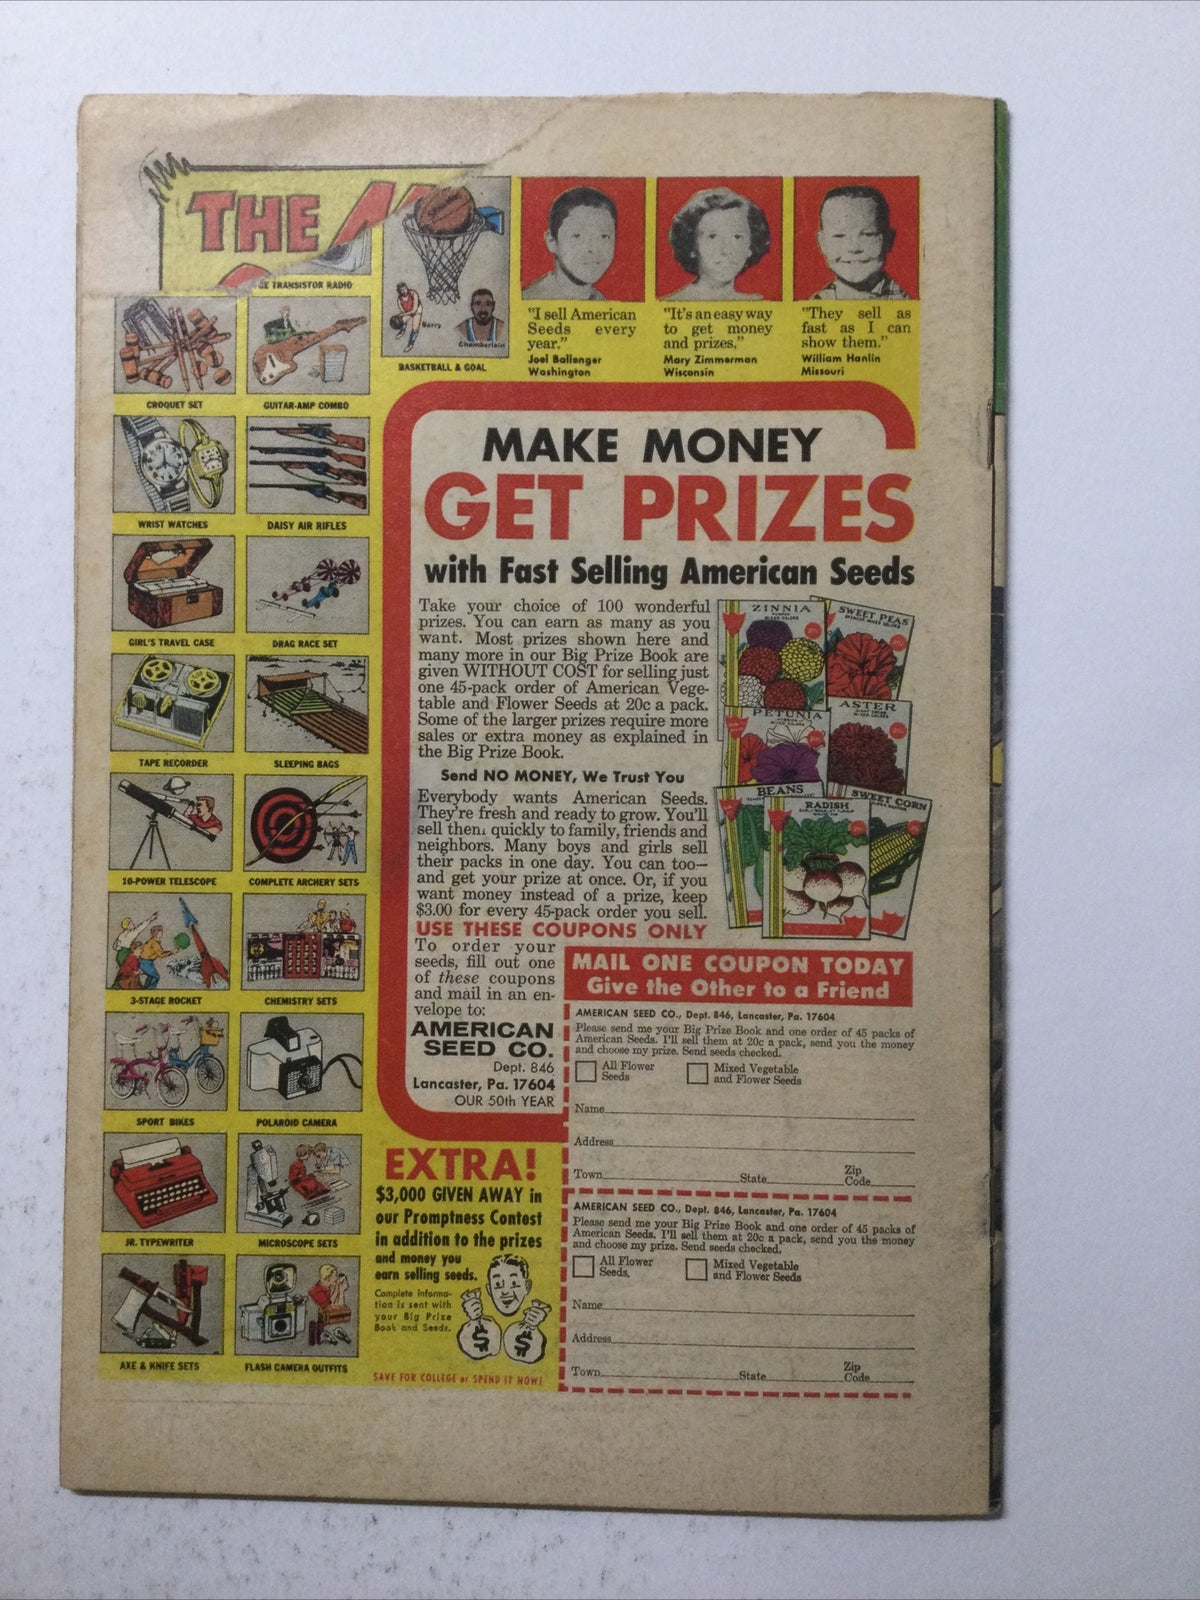 THE
TRANSISTOR RADIO
Barry
Chamberlain
BASKETBALL & GOAL
"I sell American
Seeds every
year."
Joel Ballenger
Washington
"It's an easy way
to get money
and prizes,"
Mary Zimmerman
Wisconsin
"They sell as
fast as I can
show them."
William Hanlin
Missouri
CROQUET SET
GUITAR-AMP COMBO
WRIST WATCHES
DAISY AIR RIFLES
GIRL'S TRAVEL CASE
DRAG RACE SET
TAPE RECORDER
SLEEPING BAGS
10-POWER TELESCOPE
COMPLETE ARCHERY SETS
3-STAGE ROCKET
CHEMISTRY SETS
SPORT BIKES
POLAROID CAMERA
JR. TYPEWRITER
MICROSCOPE SETS
AXE & KNIFE SETS
FLASH CAMERA OUTFITS
MAKE MONEY
GET PRIZES
with Fast Selling American Seeds
Take your choice of 100 wonderful
prizes. You can earn as many as you
want. Most prizes shown here and
many more in our Big Prize Book are
given WITHOUT COST for selling just
one 45-pack order of American Vege-
table and Flower Seeds at 20c a pack.
Some of the larger prizes require more
sales or extra money as explained in
the Big Prize Book.
Send NO MONEY, We Trust You
Everybody wants American Seeds.
They're fresh and ready to grow. You'll
sell them quickly to family, friends and
neighbors. Many boys and girls sell
their packs in one day. You can too—
and get your prize at once. Or, if you
want money instead of a prize, keep
$3.00 for every 45-pack order you sell.
USE THESE COUPONS ONLY
To order your
seeds, fill out one
of these coupons
and mail in an en-
velope to:
AMERICAN
SEED CO.
Dept. 846
Lancaster, Pa. 17604
OUR 50th YEAR
ZINNIA
SWEET PEAS
PETUNIA
ASTER
BEANS
RADISH
SWEET CORN
MAIL ONE COUPON TODAY
Give the Other to a Friend
AMERICAN SEED CO., Dept. 846, Lancaster, Pa. 17604
Please send me your Big Prize Book and one order of 45 packs of
American Seeds. I'll sell them at 20c a pack, send you the money
and choose my prize. Send seeds checked.
All Flower
Seeds
Mixed Vegetable
and Flower Seeds
Name
Address
Town State Zip Code
AMERICAN SEED CO., Dept. 846, Lancaster, Pa. 17604
Please send me your Big Prize Book and one order of 45 packs of
American Seeds. I'll sell them at 20c a pack, send you the money
and choose my prize. Send seeds checked.
All Flower
Seeds.
Mixed Vegetable
and Flower Seeds
Name
Address
Town State Zip Code
EXTRA!
$3,000 GIVEN AWAY in
our Promptness Contest
in addition to the prizes
and money you
earn selling seeds.
Complete Informa-
tion is sent with
your Big Prize
Book and Seeds.
$ $
SAVE FOR COLLEGE or SPEND IT NOW!